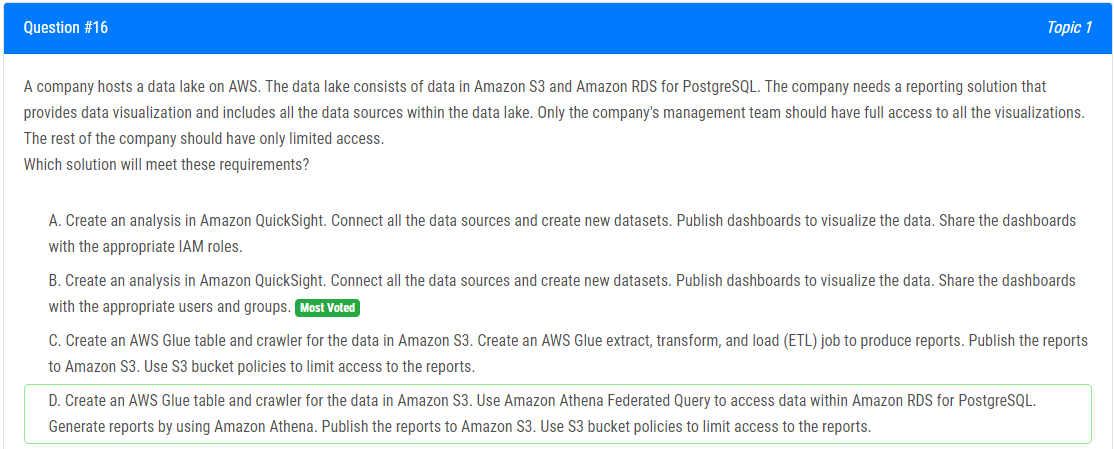 Question #16
Topic 1
A company hosts a data lake on AWS. The data lake consists of data in Amazon S3 and Amazon RDS for PostgreSQL. The company needs a reporting solution that
provides data visualization and includes all the data sources within the data lake. Only the company's management team should have full access to all the visualizations.
The rest of the company should have only limited access.
Which solution will meet these requirements?
A. Create an analysis in Amazon QuickSight. Connect all the data sources and create new datasets. Publish dashboards to visualize the data. Share the dashboards
with the appropriate IAM roles.
B. Create an analysis in Amazon QuickSight. Connect all the data sources and create new datasets. Publish dashboards to visualize the data. Share the dashboards
with the appropriate users and groups. Most Voted
C. Create an AWS Glue table and crawler for the data in Amazon S3. Create an AWS Glue extract, transform, and load (ETL) job to produce reports. Publish the reports
to Amazon S3. Use S3 bucket policies to limit access to the reports.
D. Create an AWS Glue table and crawler for the data in Amazon S3. Use Amazon Athena Federated Query to access data within Amazon RDS for PostgreSQL.
Generate reports by using Amazon Athena. Publish the reports to Amazon S3. Use S3 bucket policies to limit access to the reports.